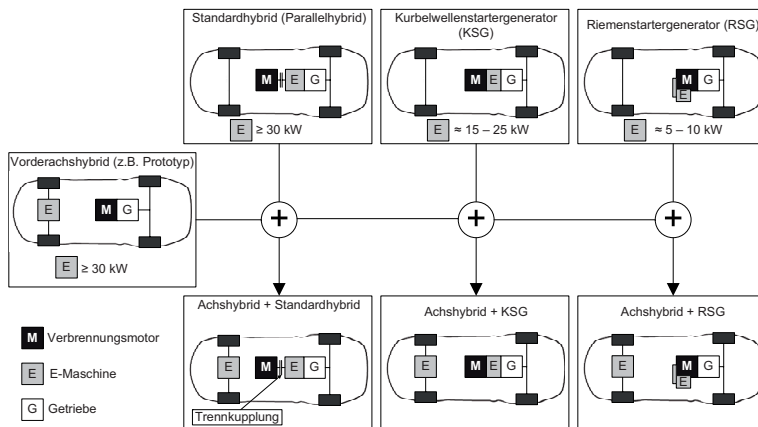 Standardhybrid (Parallelhybrid)
M E G
E ≥ 30 kW
Kurbelwellenstartergenerator
(KSG)
M E G
E ≈ 15 – 25 kW
Riemenstartergenerator (RSG)
M G
E
E ≈ 5 – 10 kW
Vorderachshybrid (z.B. Prototyp)
E M G
E ≥ 30 kW
+ + +
Achshybrid + Standardhybrid
E M E G
Trennkupplung
Achshybrid + KSG
E M E G
Achshybrid + RSG
E M G
E
M Verbrennungsmotor
E E-Maschine
G Getriebe